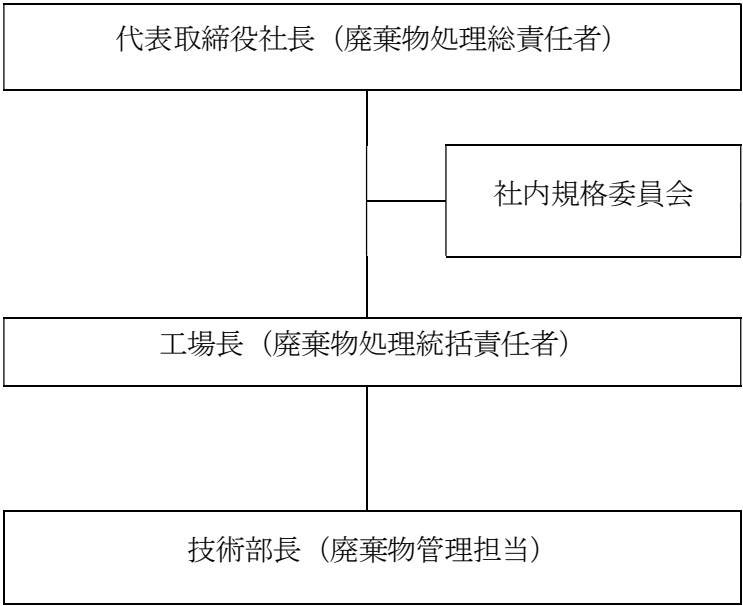 代表取締役社長（廃棄物処理総責任者）
社内規格委員会
工場長（廃棄物処理統括責任者）
技術部長（廃棄物管理担当）